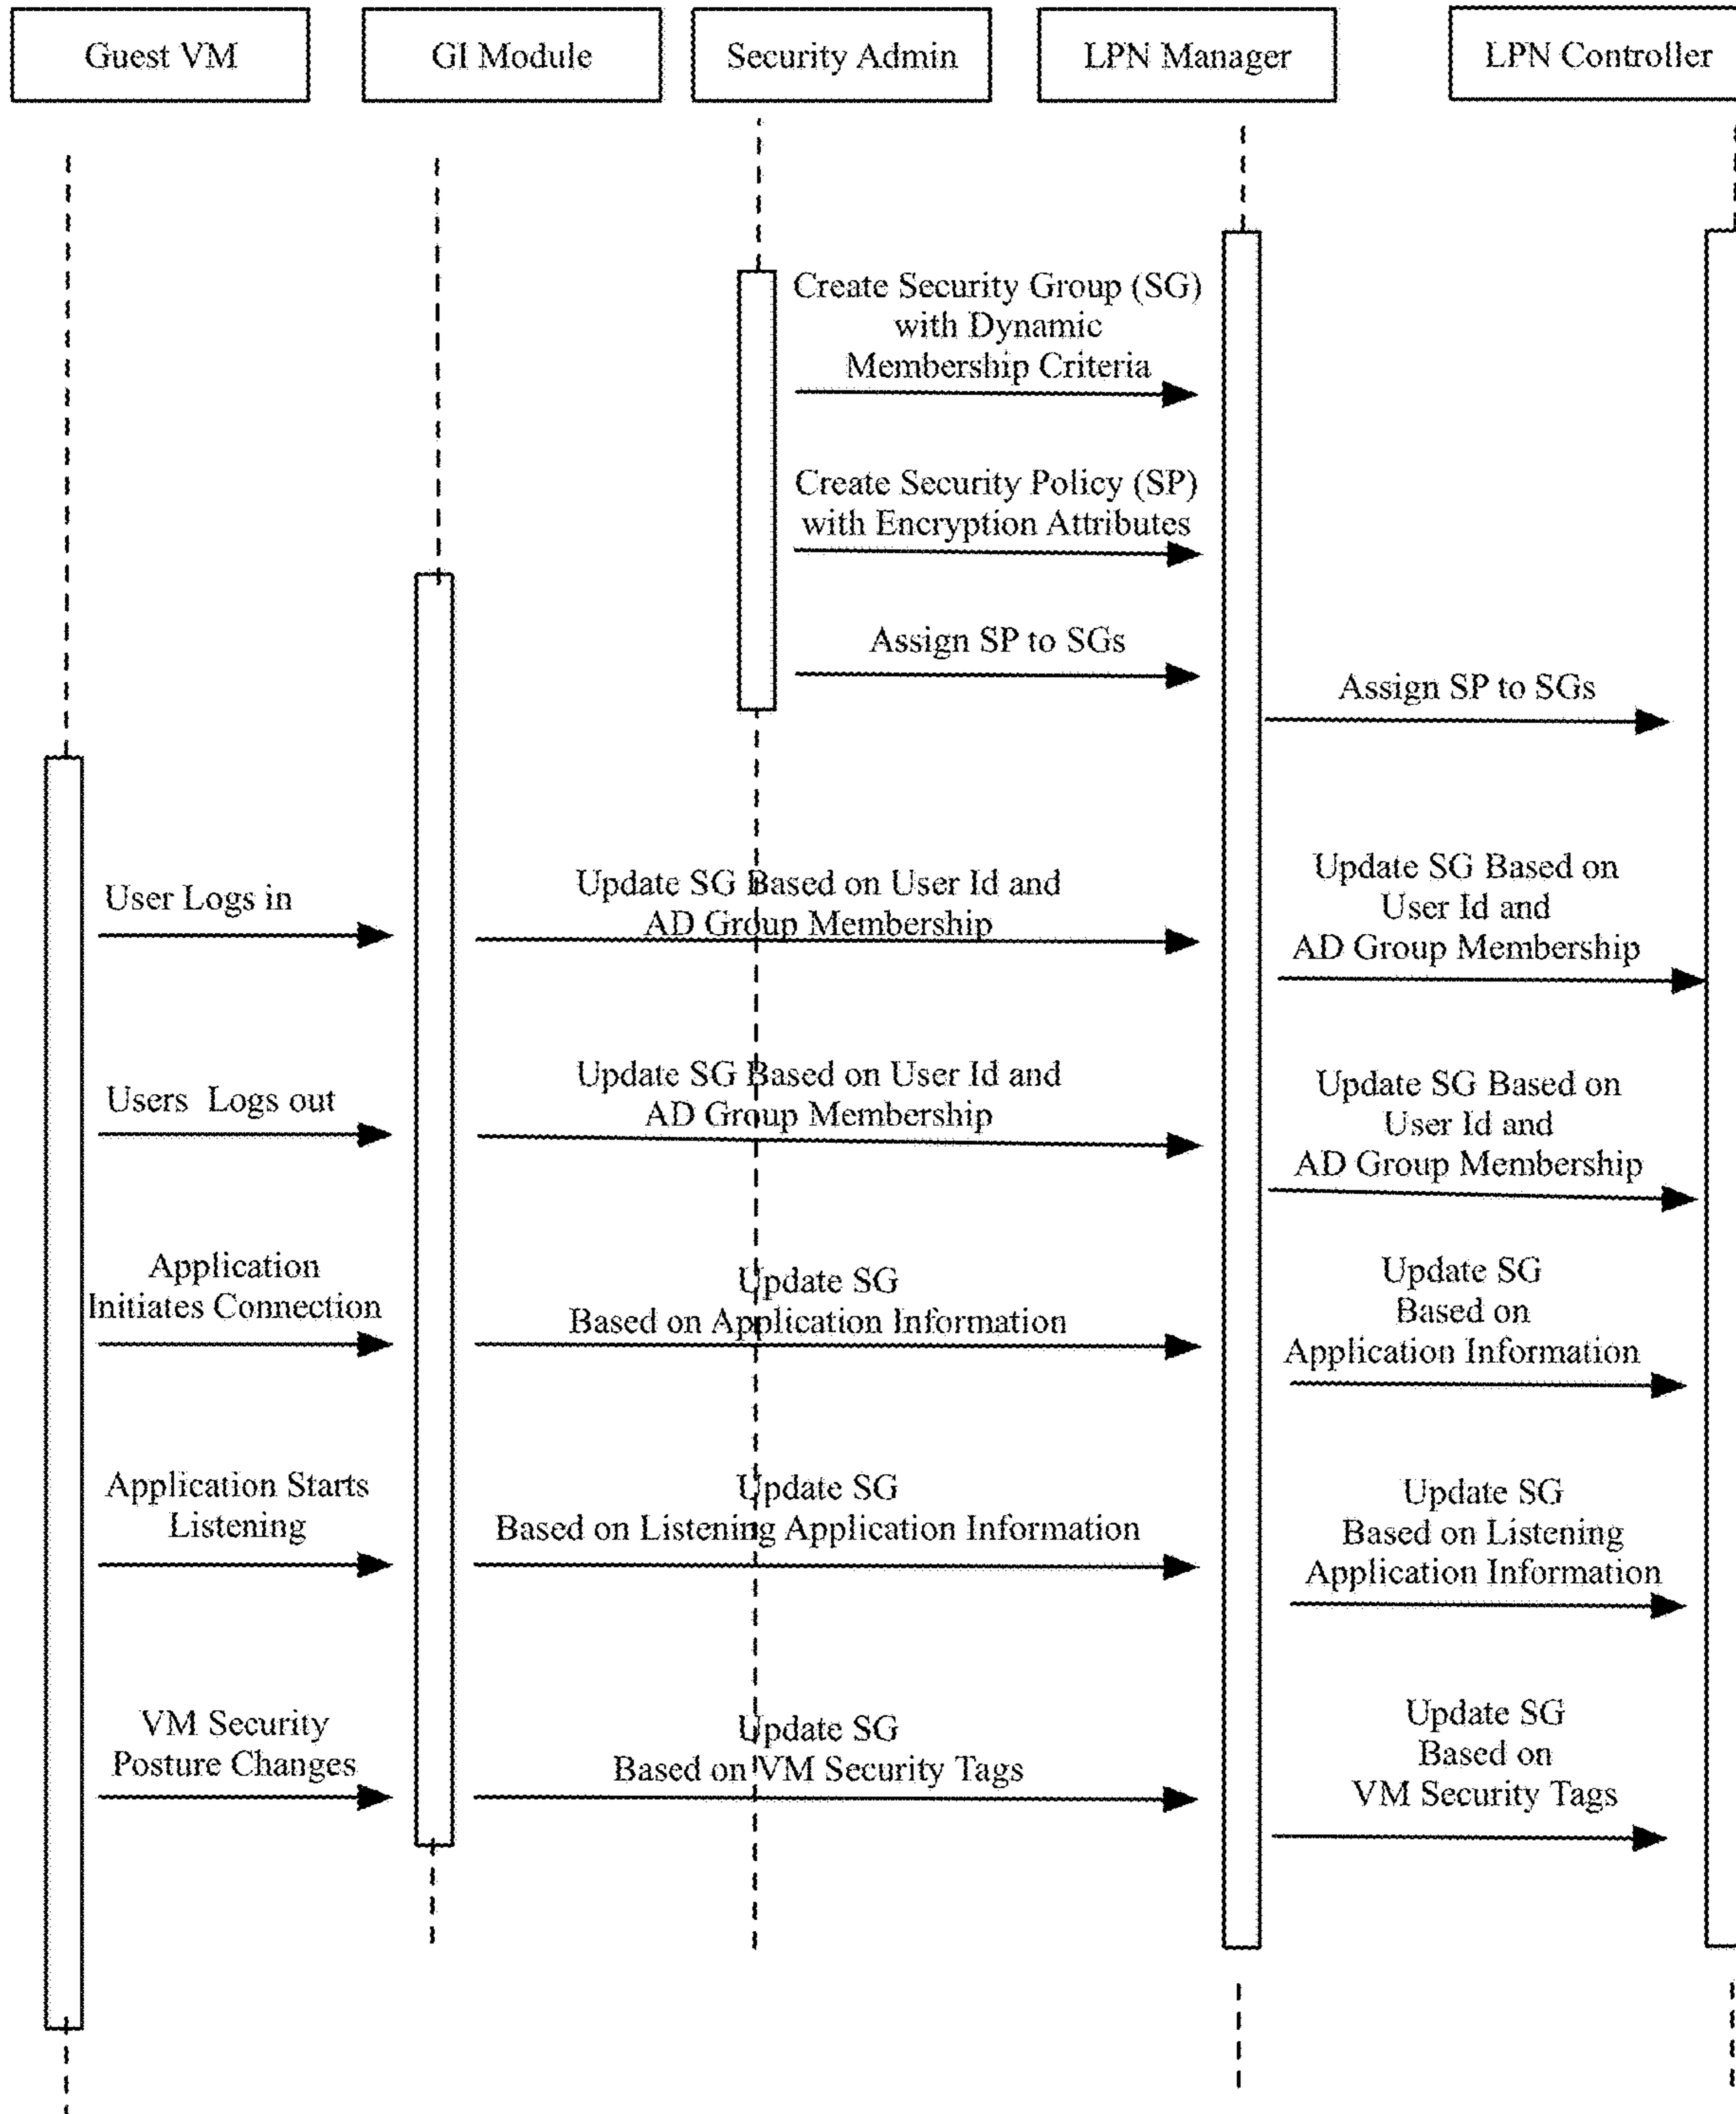 Guest VM
GI Module
Security Admin
LPN Manager
LPN Controller
Create Security Group (SG)
with Dynamic
Membership Criteria
Create Security Policy (SP)
with Encryption Attributes
Assign SP to SGs
Assign SP to SGs
User Logs in
Update SG Based on User Id and
AD Group Membership
Update SG Based on
User Id and
AD Group Membership
Users Logs out
Update SG Based on User Id and
AD Group Membership
Update SG Based on
User Id and
AD Group Membership
Application
Initiates Connection
Update SG
Based on Application Information
Update SG
Based on
Application Information
Application Starts
Listening
Update SG
Based on Listening Application Information
Update SG
Based on Listening
Application Information
VM Security
Posture Changes
Update SG
Based on VM Security Tags
Update SG
Based on
VM Security Tags